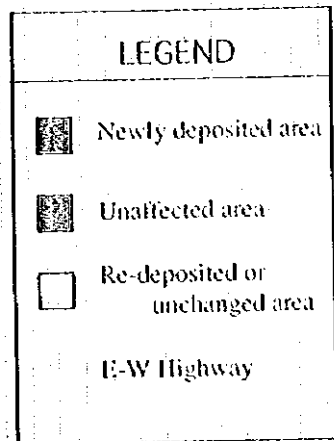 LEGEND
Newly deposited area
Unaffected area
Re-deposited or
unchanged area
E-W Highway